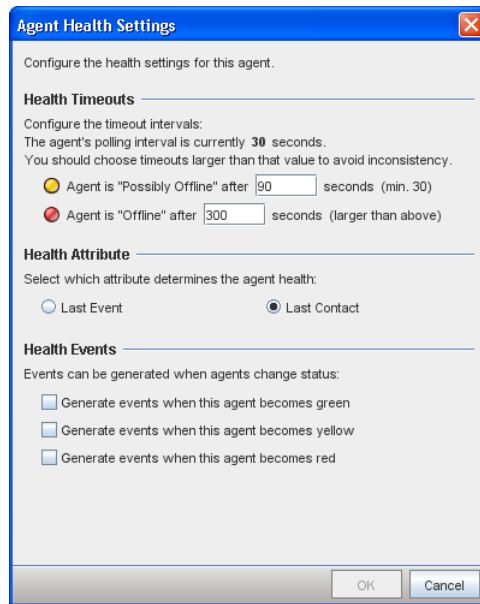 Agent Health Settings
Configure the health settings for this agent.
Health Timeouts
Configure the timeout intervals:
The agent's polling interval is currently 30 seconds.
You should choose timeouts larger than that value to avoid inconsistency.
Agent is "Possibly Offline" after 90 seconds (min. 30)
Agent is "Offline" after 300 seconds (larger than above)
Health Attribute
Select which attribute determines the agent health:
Last Event Last Contact
Health Events
Events can be generated when agents change status:
Generate events when this agent becomes green
Generate events when this agent becomes yellow
Generate events when this agent becomes red
OK Cancel